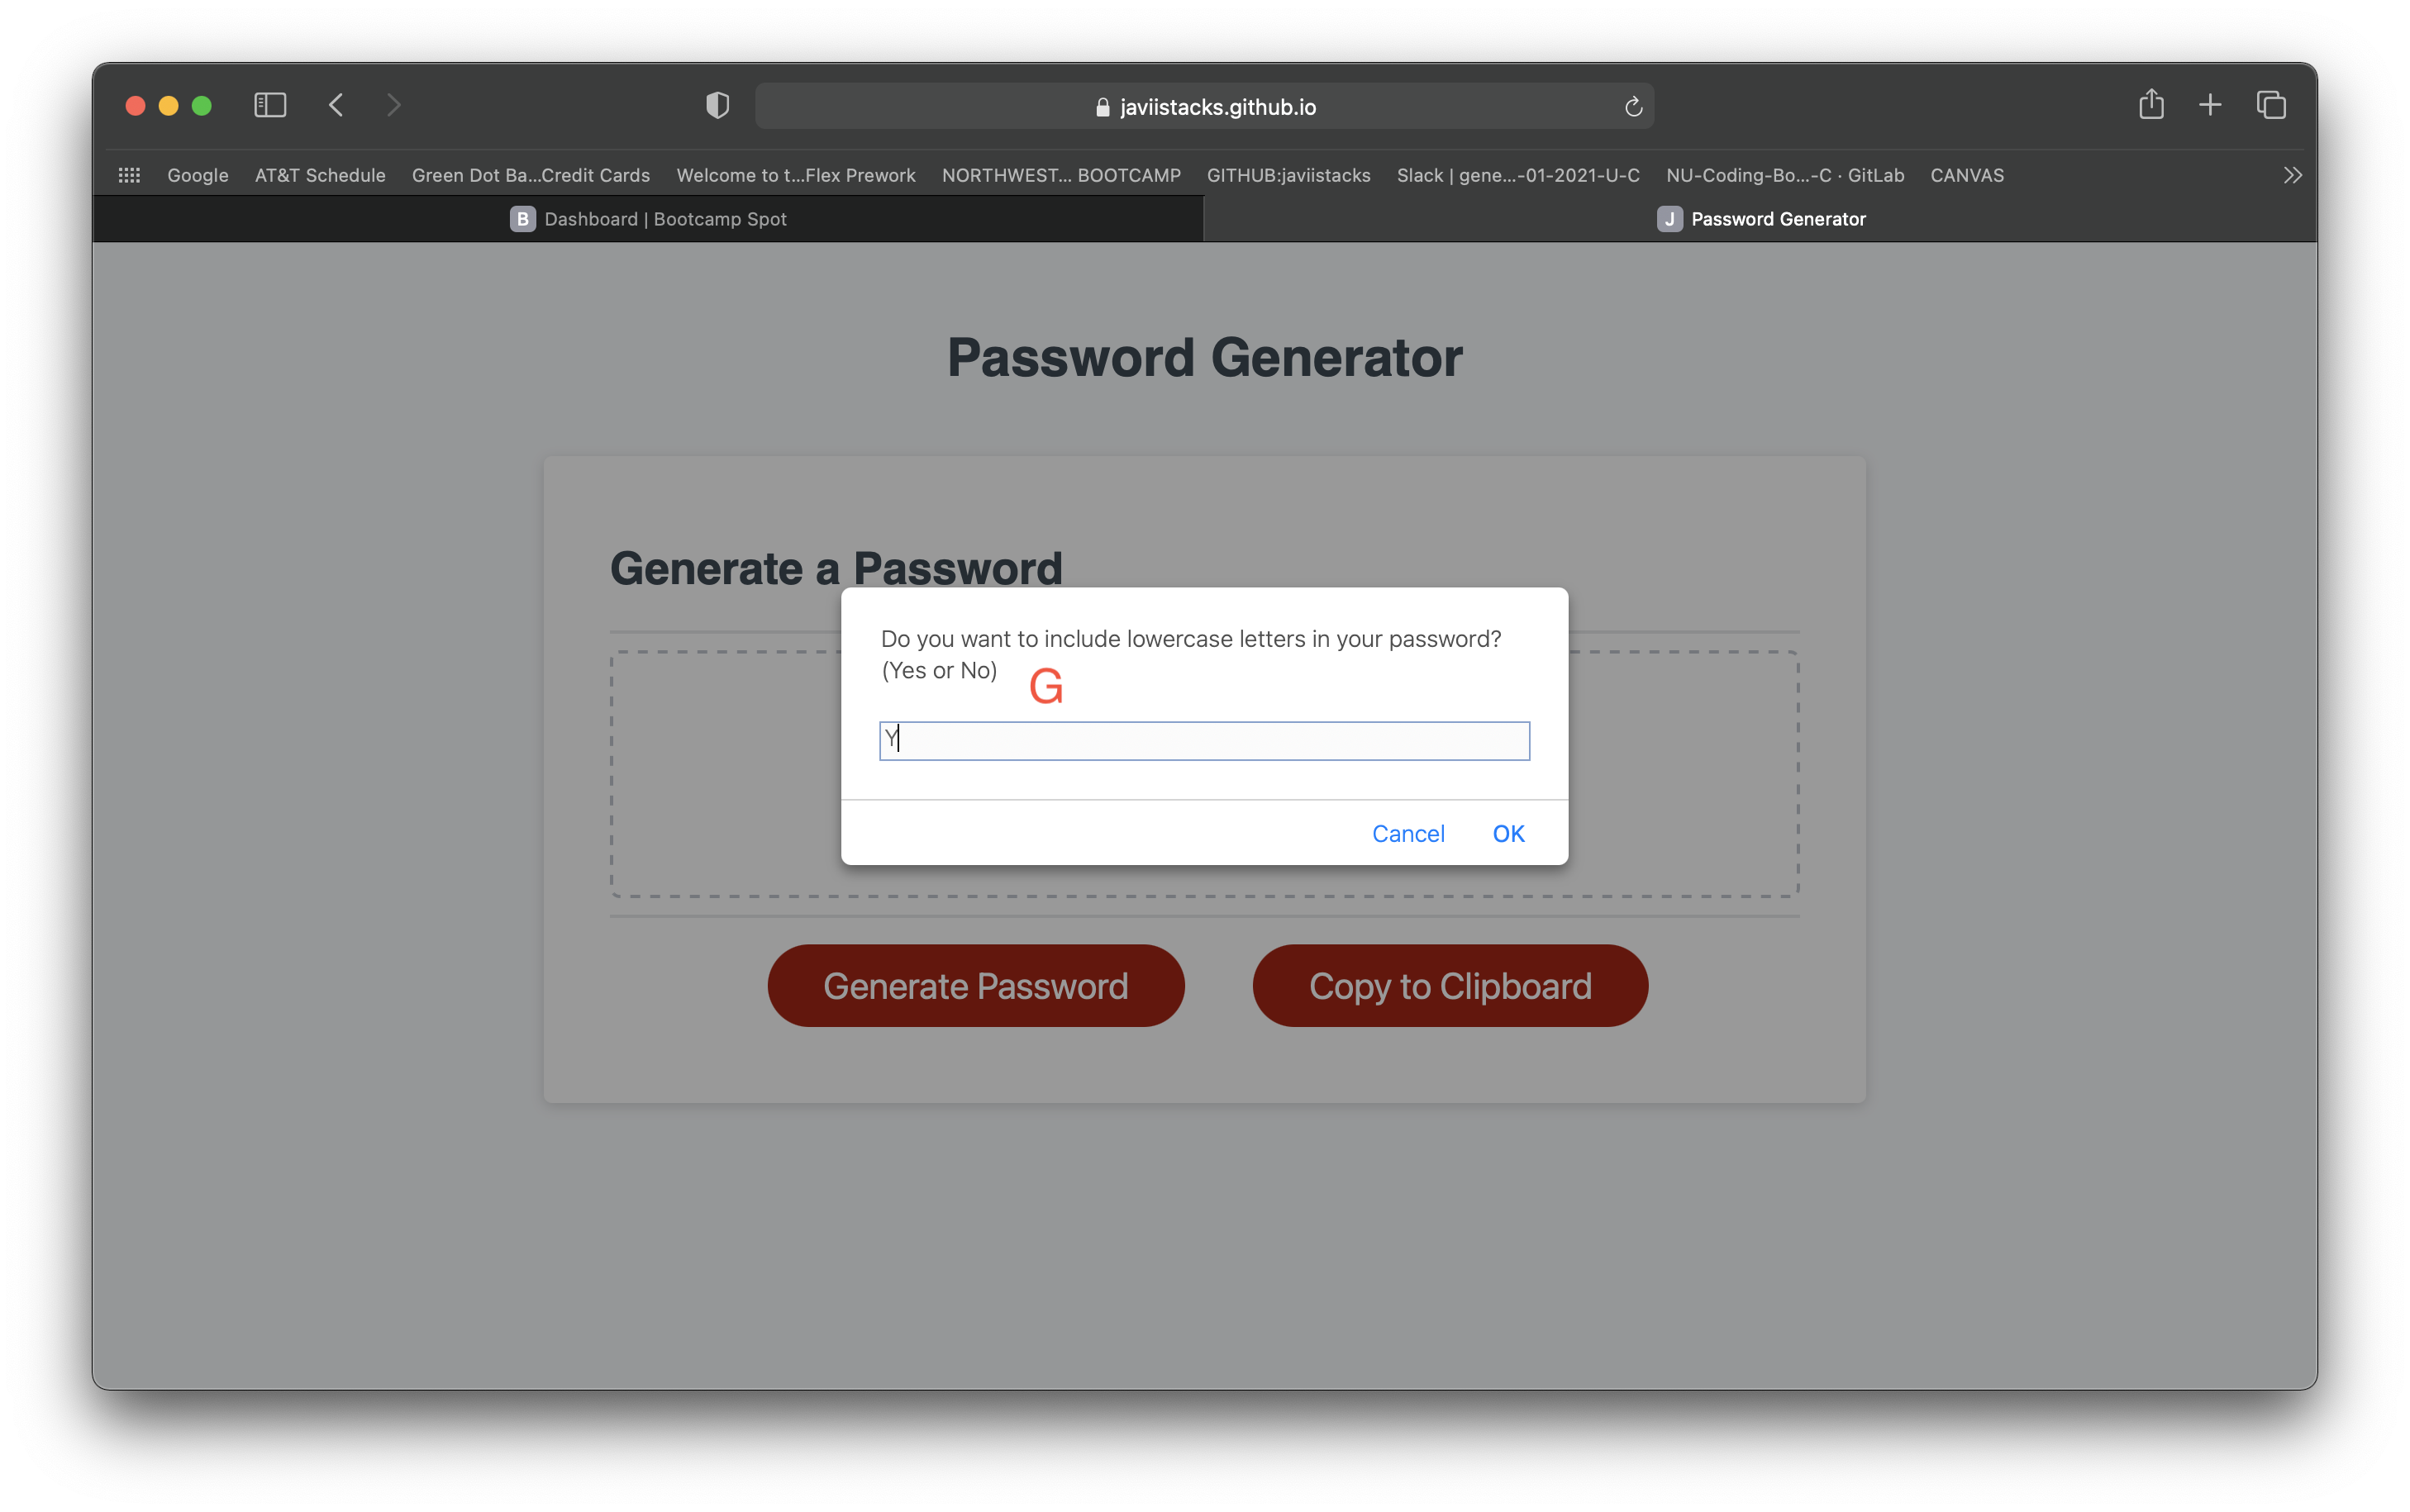 javiistacks.github.io
Google AT&T Schedule Green Dot Ba...Credit Cards Welcome to t...Flex Prework NORTHWEST... BOOTCAMP GITHUB:javiistacks Slack | gene...-01-2021-U-C NU-Coding-Bo...-C · GitLab CANVAS
B Dashboard | Bootcamp Spot J Password Generator
Password Generator
Generate a Password
Do you want to include lowercase letters in your password?
(Yes or No)
G
Y
Cancel OK
Generate Password Copy to Clipboard